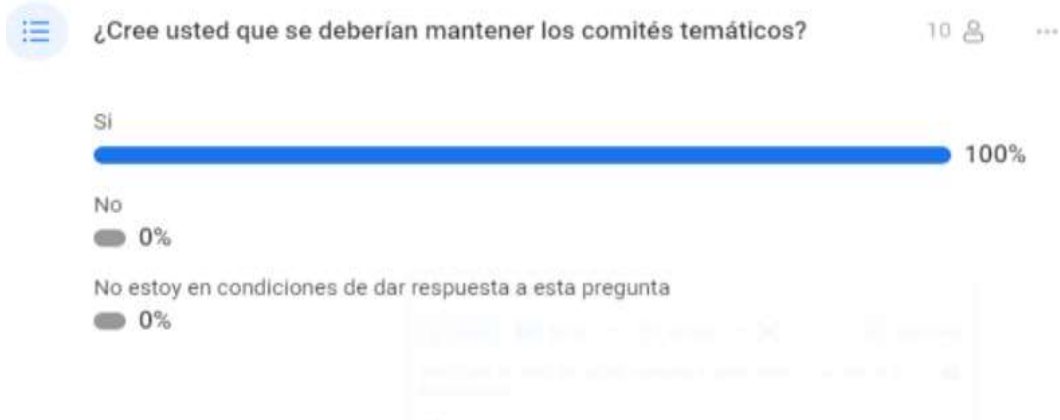 ¿Cree usted que se deberían mantener los comités temáticos?
10
Sí
100%
No
0%
No estoy en condiciones de dar respuesta a esta pregunta
0%